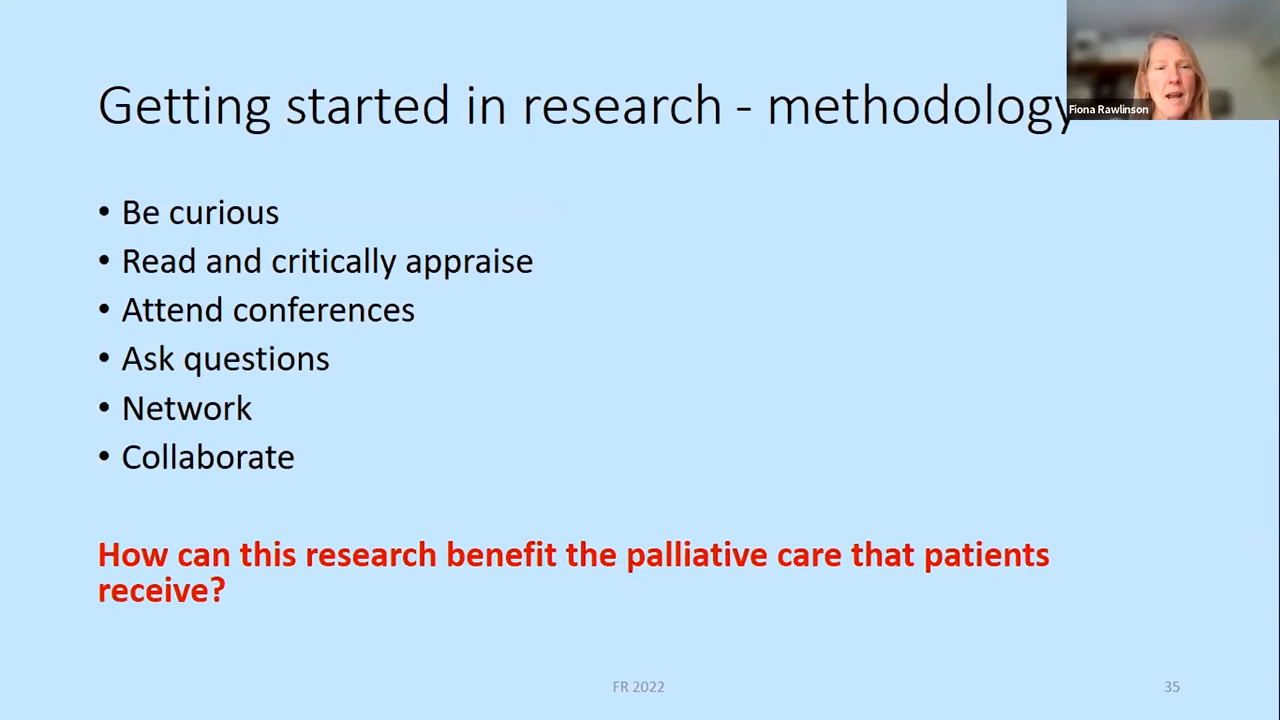 Getting started in research - methodology
Fiona Rawlinson
• Be curious
• Read and critically appraise
• Attend conferences
• Ask questions
• Network
• Collaborate
How can this research benefit the palliative care that patients
receive?
FR 2022
35